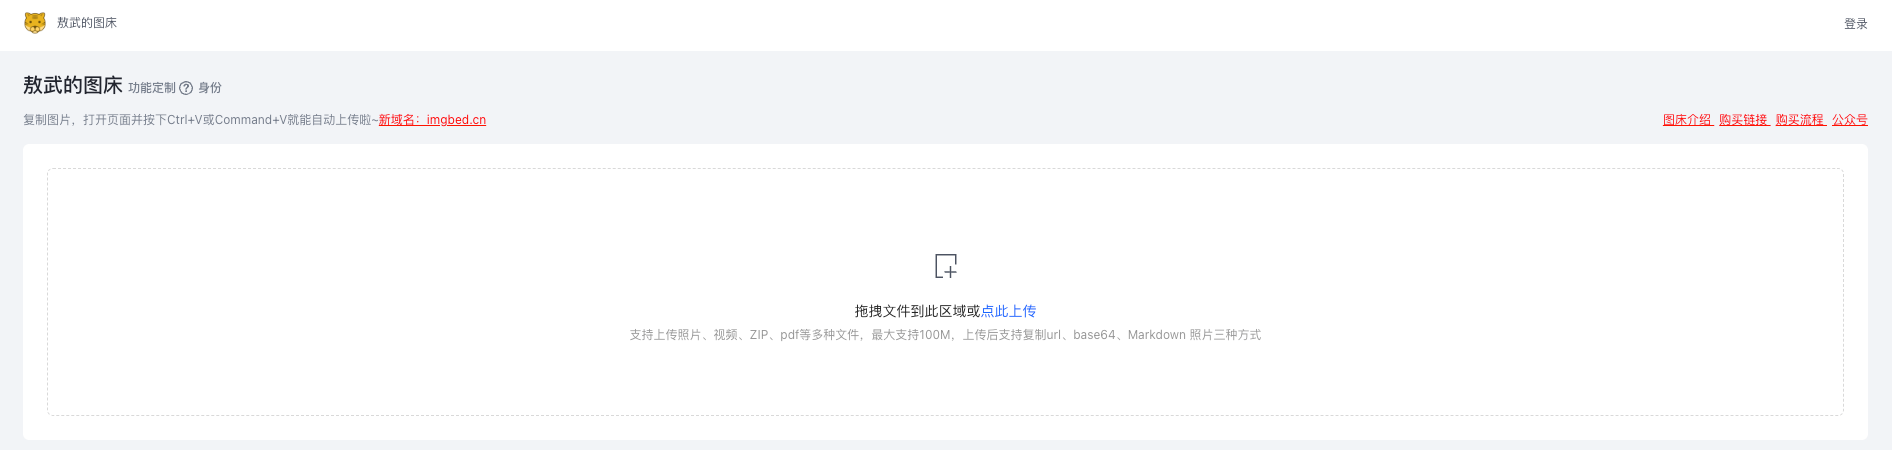 敖武的图床
登录
敖武的图床 功能定制 ? 身份
复制图片，打开页面并按下Ctrl+V或Command+V就能自动上传啦~新域名：imgbed.cn
图床介绍 购买链接 购买流程 公众号
拖拽文件到此区域或点此上传
支持上传照片、视频、ZIP、pdf等多种文件，最大支持100M，上传后支持复制url、base64、Markdown 照片三种方式